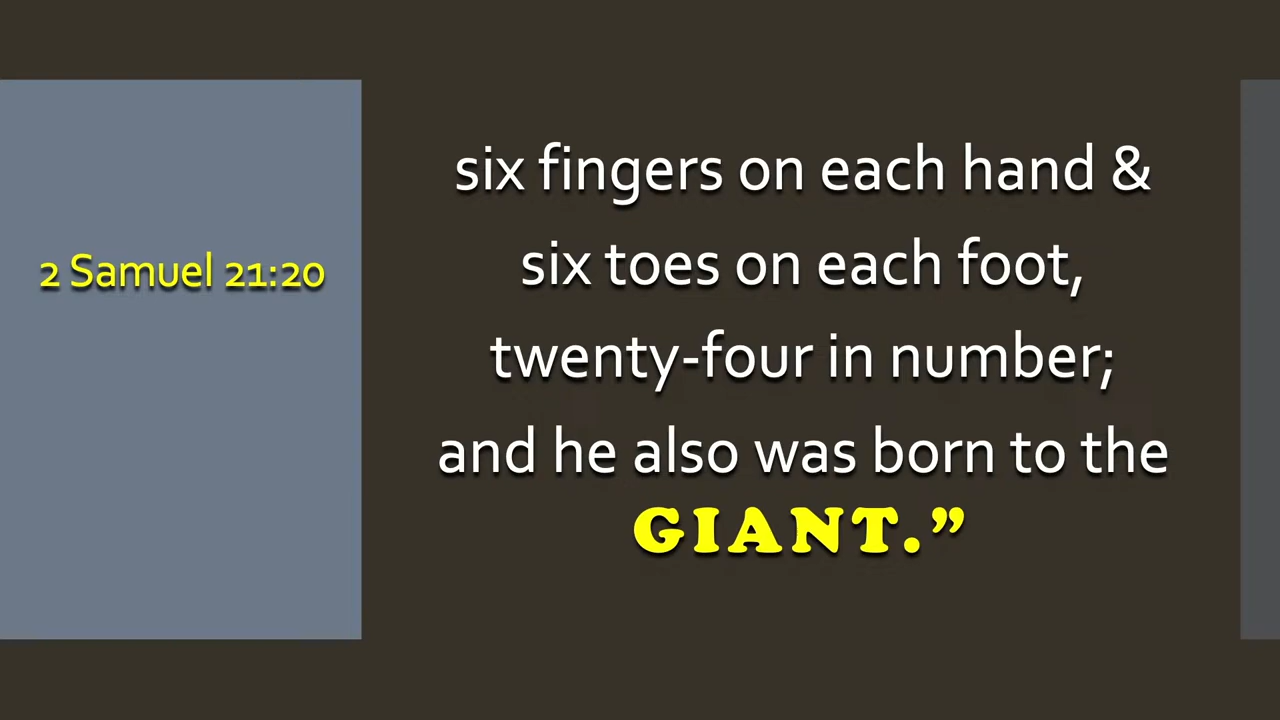 2 Samuel 21:20
six fingers on each hand &
six toes on each foot,
twenty-four in number;
and he also was born to the
GIANT.”